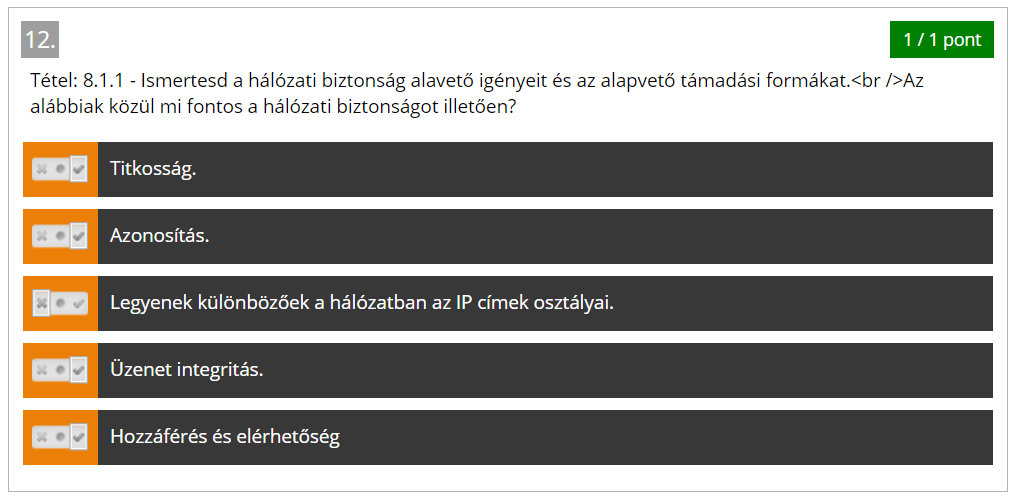 12.
1 / 1 pont
Tétel: 8.1.1 - Ismertesd a hálózati biztonság alavető igényeit és az alapvető támadási formákat.<br />Az
alábbiak közül mi fontos a hálózati biztonságot illetően?
Titkosság.
Azonosítás.
Legyenek különbözőek a hálózatban az IP címek osztályai.
Üzenet integritás.
Hozzáférés és elérhetőség